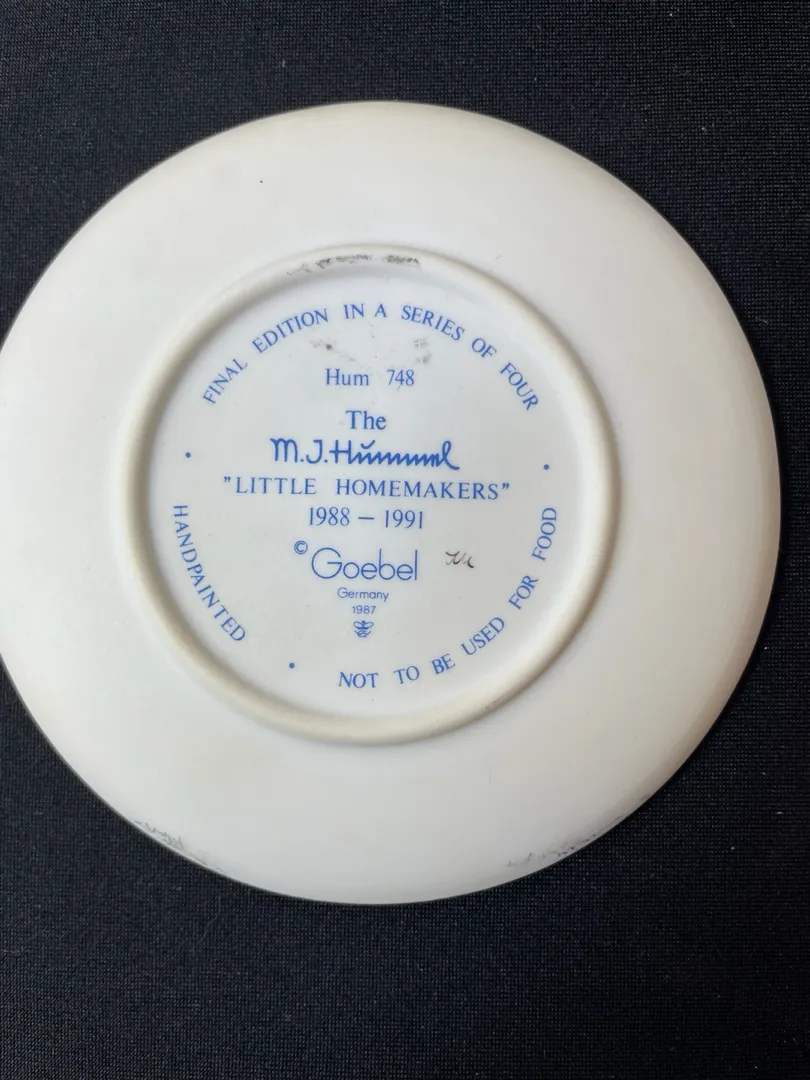 FINAL EDITION IN A SERIES OF FOUR
Hum 748
The
M.J.Hummel
"LITTLE HOMEMAKERS"
1988 – 1991
© Goebel
Germany
1987
HANDPAINTED
NOT TO BE USED FOR FOOD